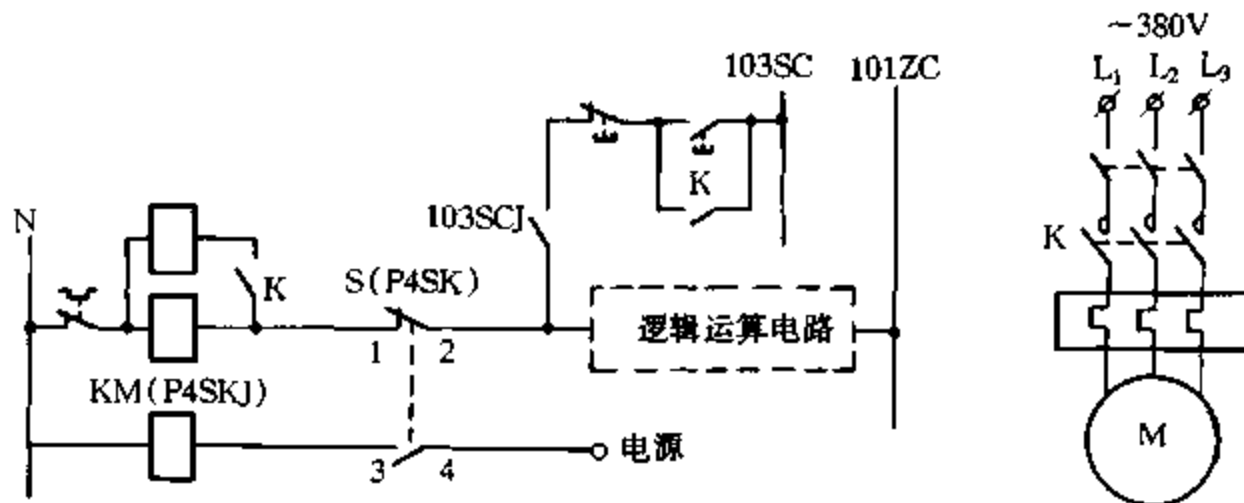 ~380V
103SC 101ZC
L₁ L₂ L₃
K
103SCJ
N
K
K
S(P4SK)
逻辑运算电路
1 2
KM(P4SKJ)
M
3 4
电源